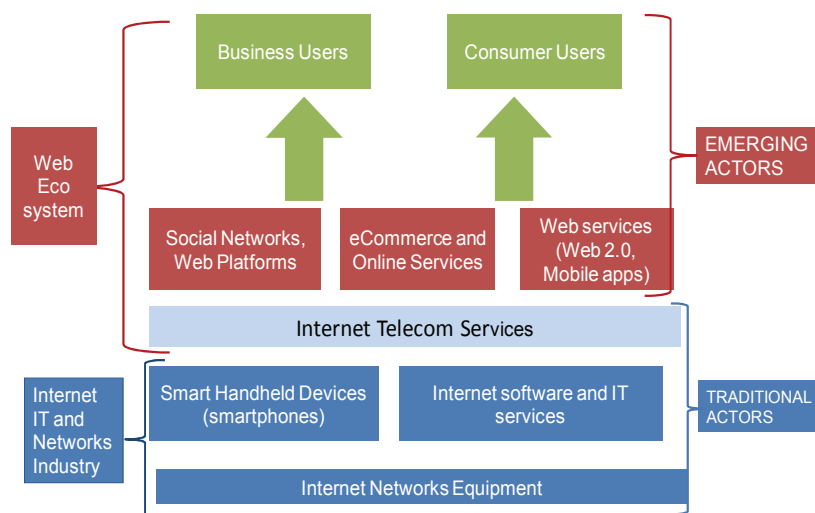 Business Users
Consumer Users
Web
Eco
system
EMERGING
ACTORS
Social Networks,
Web Platforms
eCommerce and
Online Services
Web services
(Web 2.0,
Mobile apps)
Internet Telecom Services
Internet
IT and
Networks
Industry
Smart Handheld Devices
(smartphones)
Internet software and IT
services
TRADITIONAL
ACTORS
Internet Networks Equipment